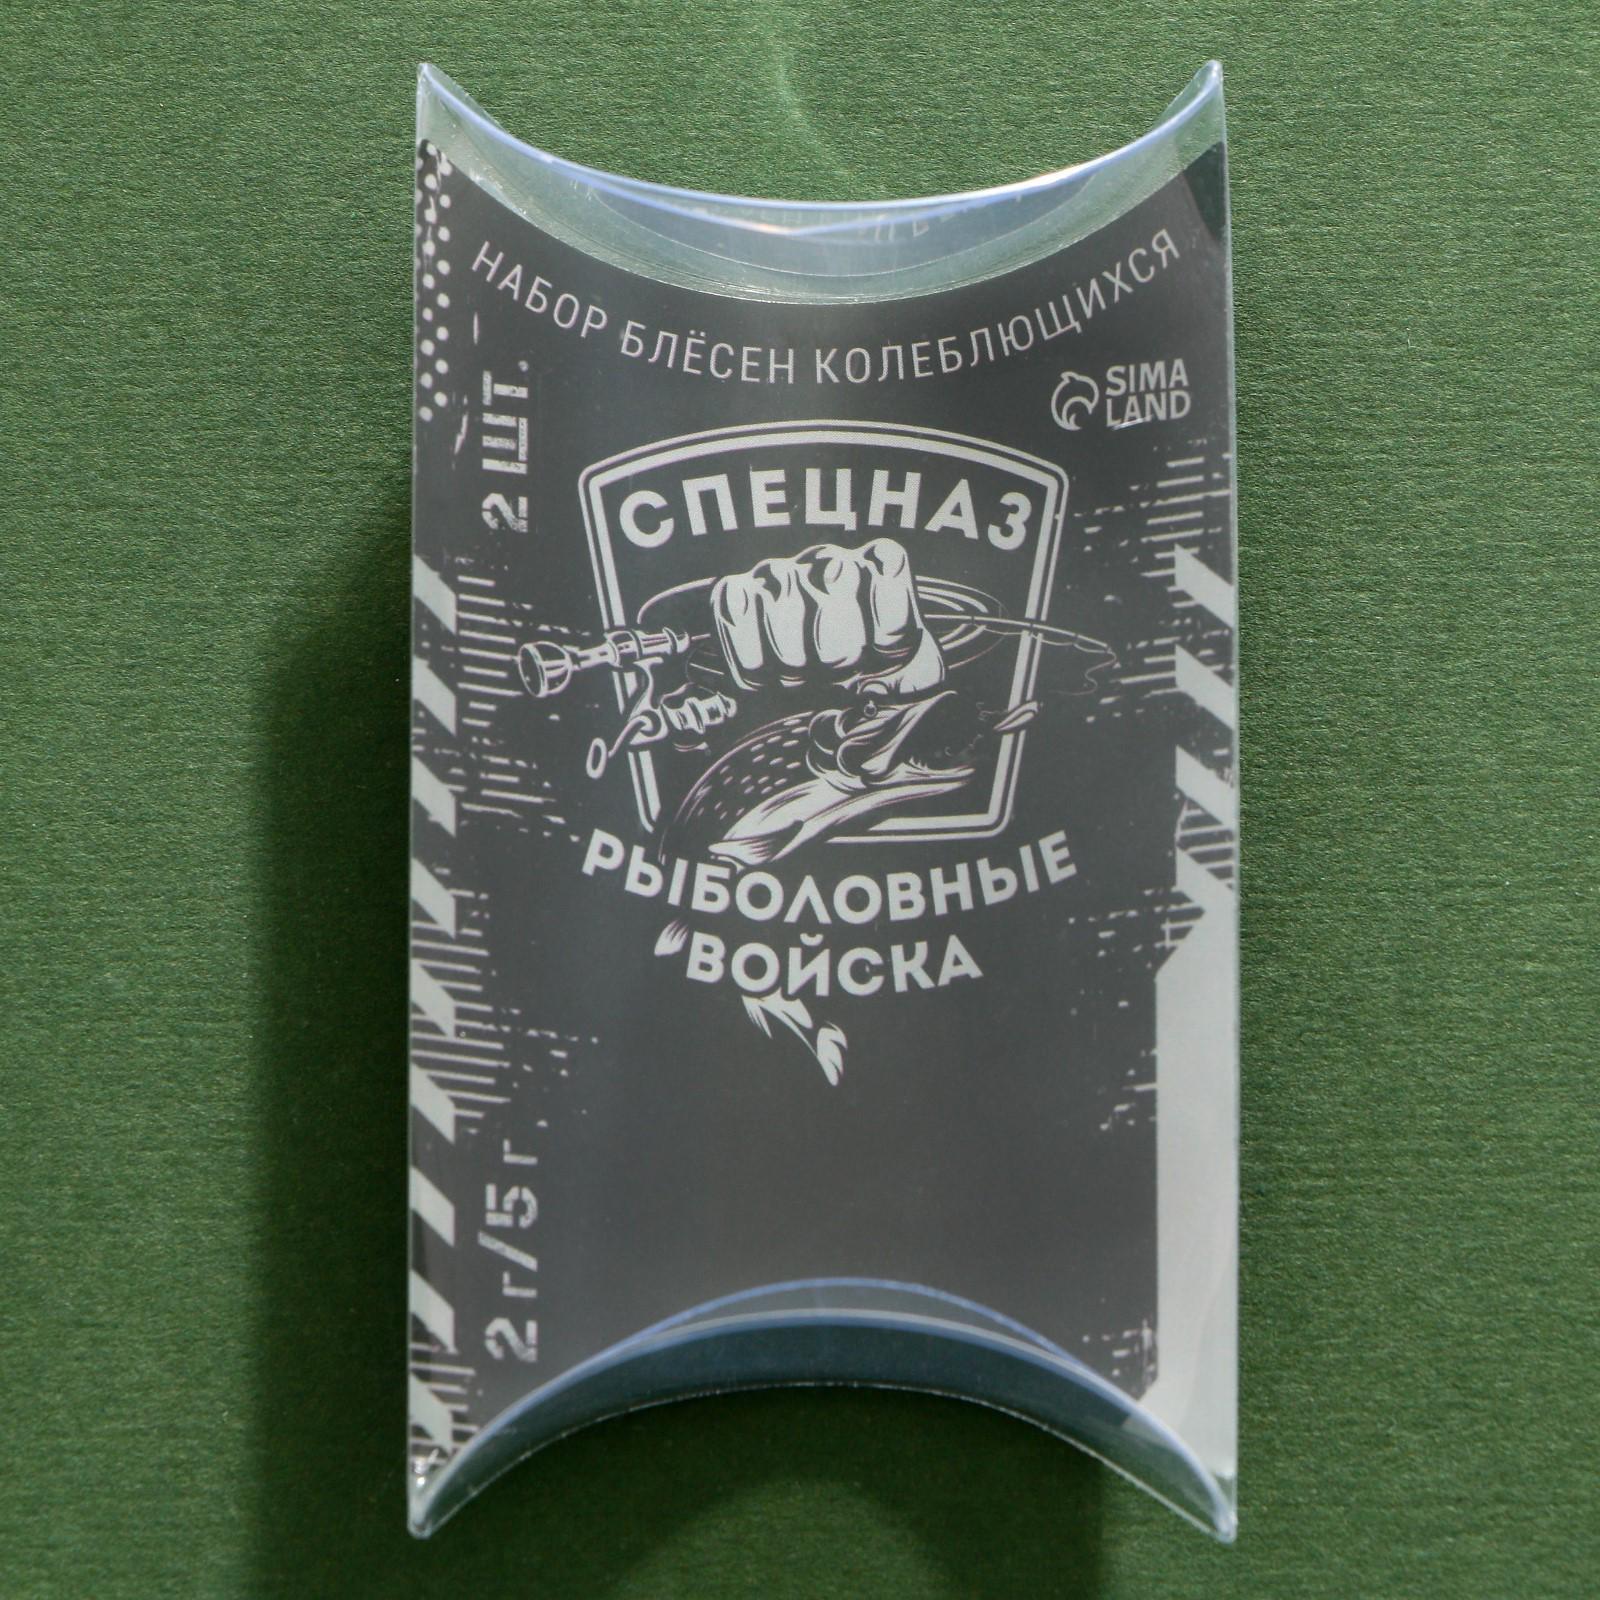 НАБОР БЛЁСЕН КОЛЕБЛЮЩИХСЯ
SIMA
LAND
2 ШТ.
СПЕЦНАЗ
РЫБОЛОВНЫЕ
ВОЙСКА
2 г/5 г